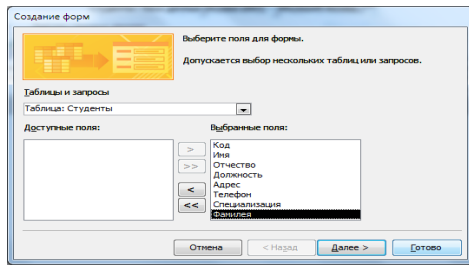 Создание форм
Выберите поля для формы.
Допускается выбор нескольких таблиц или запросов.
Таблицы и запросы
Таблица: Студенты
Доступные поля:
Выбранные поля:
>
>>
<
<<
Код
Имя
Отчество
Должность
Адрес
Телефон
Специализация
Фанилея
Отмена
< Назад
Далее >
Готово